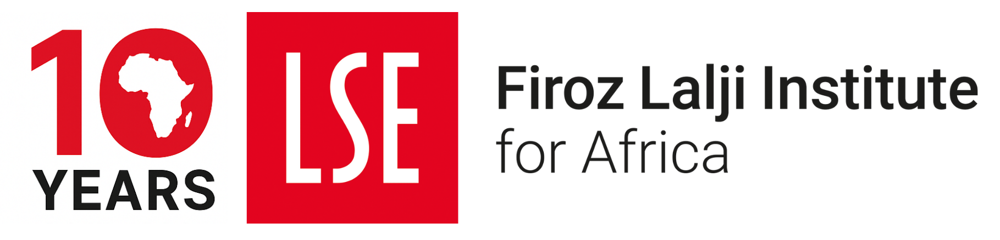 10
YEARS
LSE
Firoz Lalji Institute
for Africa